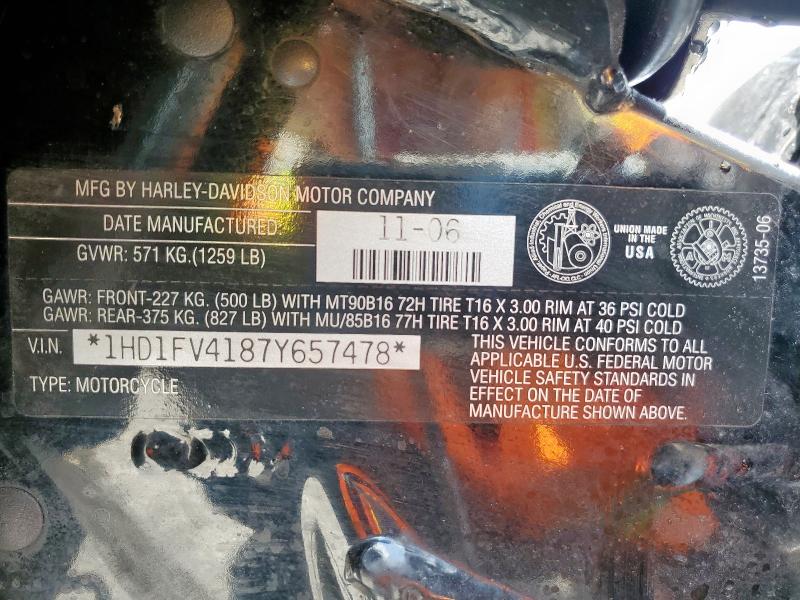 MFG BY HARLEY-DAVIDSON MOTOR COMPANY
DATE MANUFACTURED: 11-06
GVWR: 571 KG.(1259 LB)
UNION MADE
IN THE
USA
13735-06
GAWR: FRONT-227 KG. (500 LB) WITH MT90B16 72H TIRE T16 X 3.00 RIM AT 36 PSI COLD
GAWR: REAR-375 KG. (827 LB) WITH MU/85B16 77H TIRE T16 X 3.00 RIM AT 40 PSI COLD
V.I.N. *1HD1FV4187Y657478*
TYPE: MOTORCYCLE
THIS VEHICLE CONFORMS TO ALL
APPLICABLE U.S. FEDERAL MOTOR
VEHICLE SAFETY STANDARDS IN
EFFECT ON THE DATE OF
MANUFACTURE SHOWN ABOVE.